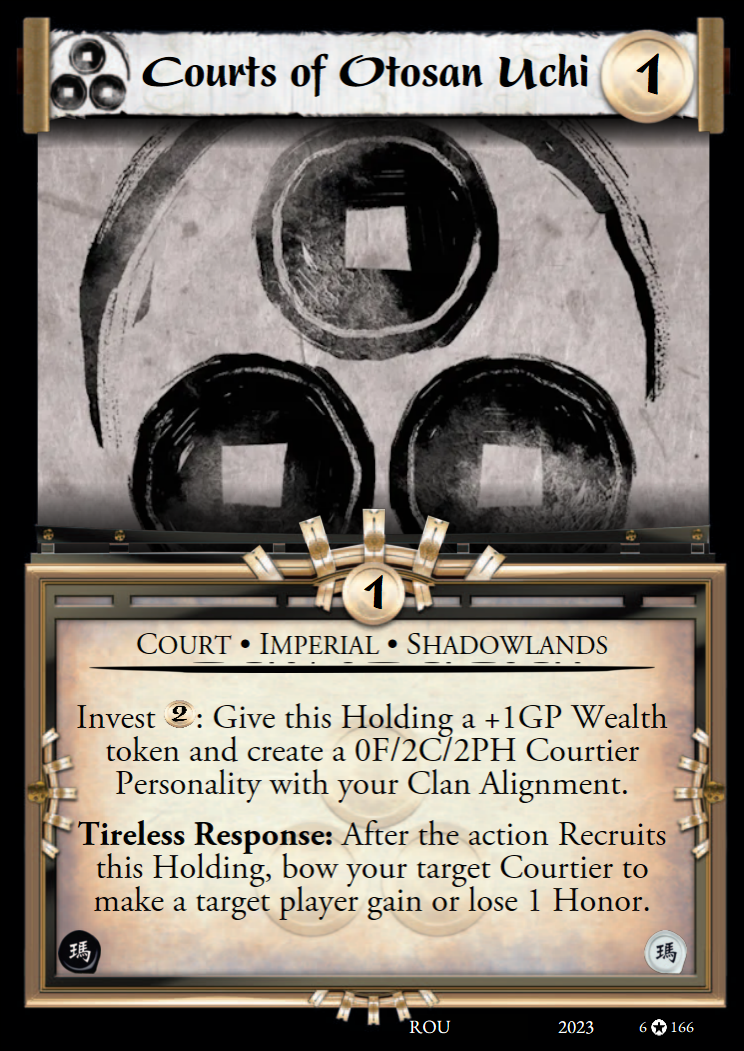 Courts of Otosan Uchi
1
1
Court • Imperial • Shadowlands
Invest 2: Give this Holding a +1GP Wealth
token and create a 0F/2C/2PH Courtier
Personality with your Clan Alignment.
Tireless Response: After the action Recruits
this Holding, bow your target Courtier to
make a target player gain or lose 1 Honor.
瑪
瑪
ROU 2023 6 ✪ 166